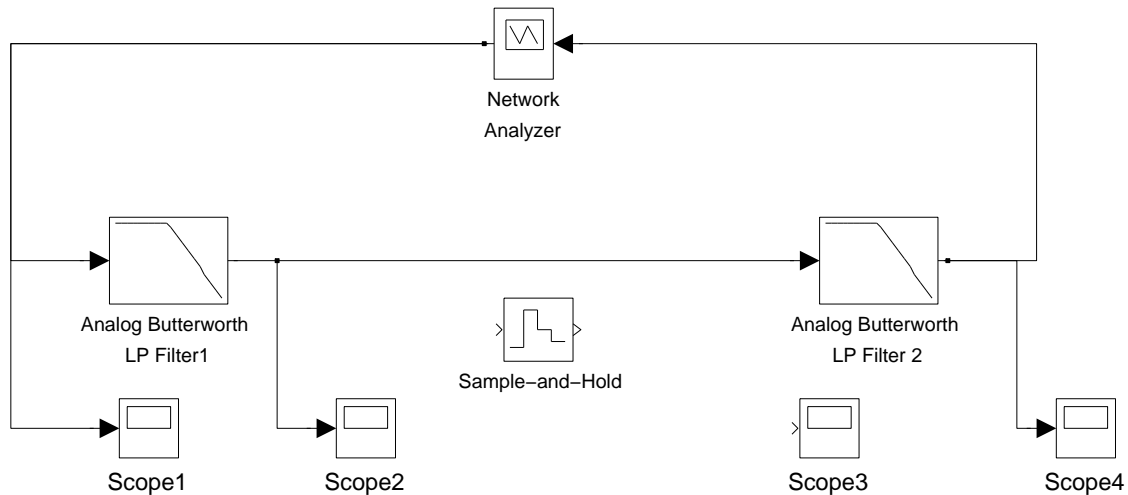 Network
Analyzer
Analog Butterworth
LP Filter1
Analog Butterworth
LP Filter 2
Sample−and−Hold
Scope1
Scope2
Scope3
Scope4